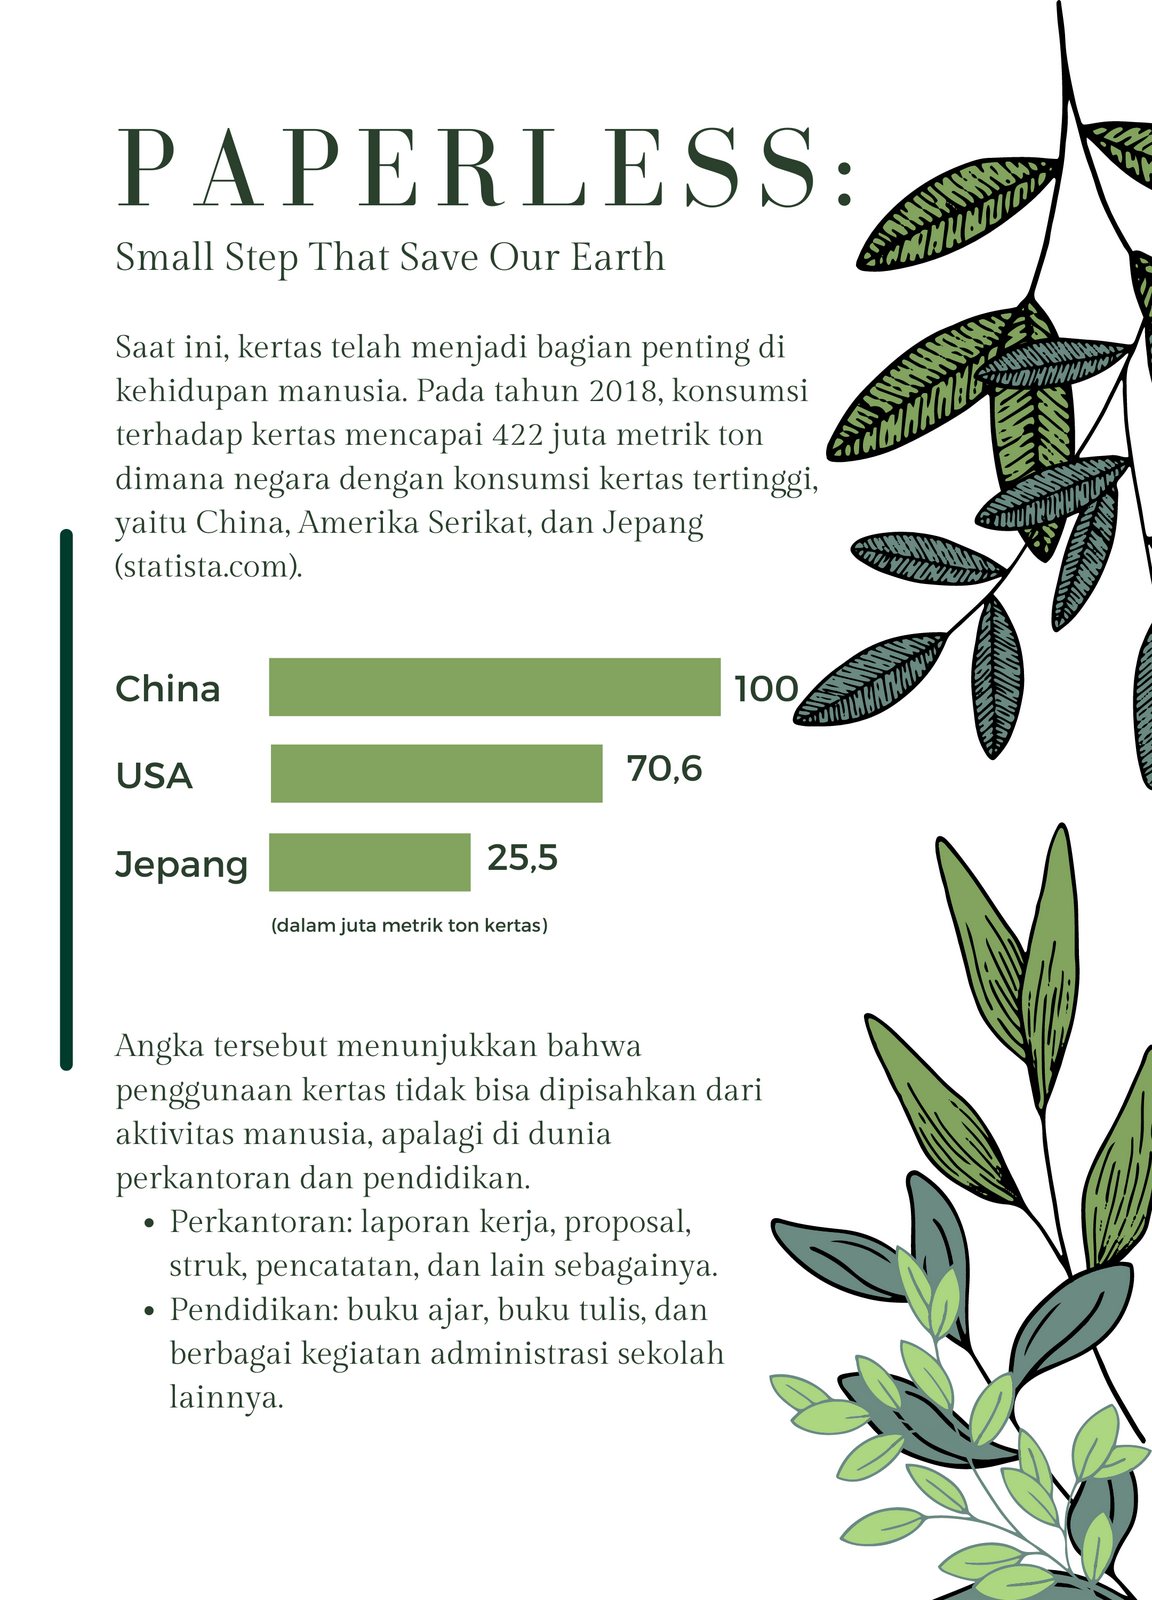 PAPERLESS:
Small Step That Save Our Earth
Saat ini, kertas telah menjadi bagian penting di
kehidupan manusia. Pada tahun 2018, konsumsi
terhadap kertas mencapai 422 juta metrik ton
dimana negara dengan konsumsi kertas tertinggi,
yaitu China, Amerika Serikat, dan Jepang
(statista.com).
China 100
USA 70,6
Jepang 25,5
(dalam juta metrik ton kertas)
Angka tersebut menunjukkan bahwa
penggunaan kertas tidak bisa dipisahkan dari
aktivitas manusia, apalagi di dunia
perkantoran dan pendidikan.
• Perkantoran: laporan kerja, proposal,
struk, pencatatan, dan lain sebagainya.
• Pendidikan: buku ajar, buku tulis, dan
berbagai kegiatan administrasi sekolah
lainnya.